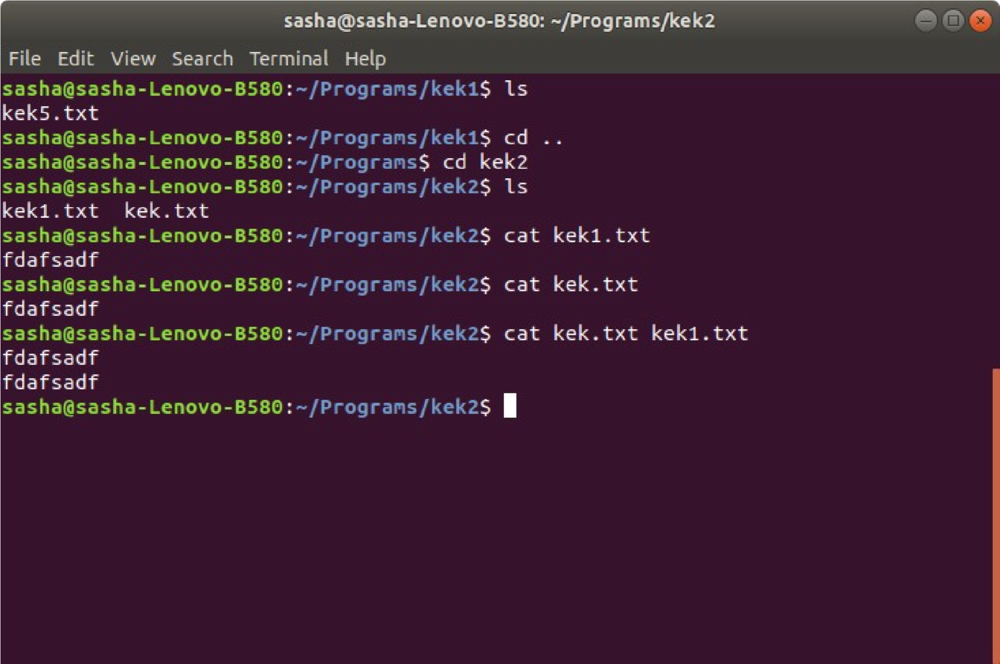 sasha@sasha-Lenovo-B580: ~/Programs/kek2
File Edit View Search Terminal Help
sasha@sasha-Lenovo-B580:~/Programs/kek1$ ls
kek5.txt
sasha@sasha-Lenovo-B580:~/Programs/kek1$ cd ..
sasha@sasha-Lenovo-B580:~/Programs$ cd kek2
sasha@sasha-Lenovo-B580:~/Programs/kek2$ ls
kek1.txt  kek.txt
sasha@sasha-Lenovo-B580:~/Programs/kek2$ cat kek1.txt
fdafsadf
sasha@sasha-Lenovo-B580:~/Programs/kek2$ cat kek.txt
fdafsadf
sasha@sasha-Lenovo-B580:~/Programs/kek2$ cat kek.txt kek1.txt
fdafsadf
fdafsadf
sasha@sasha-Lenovo-B580:~/Programs/kek2$